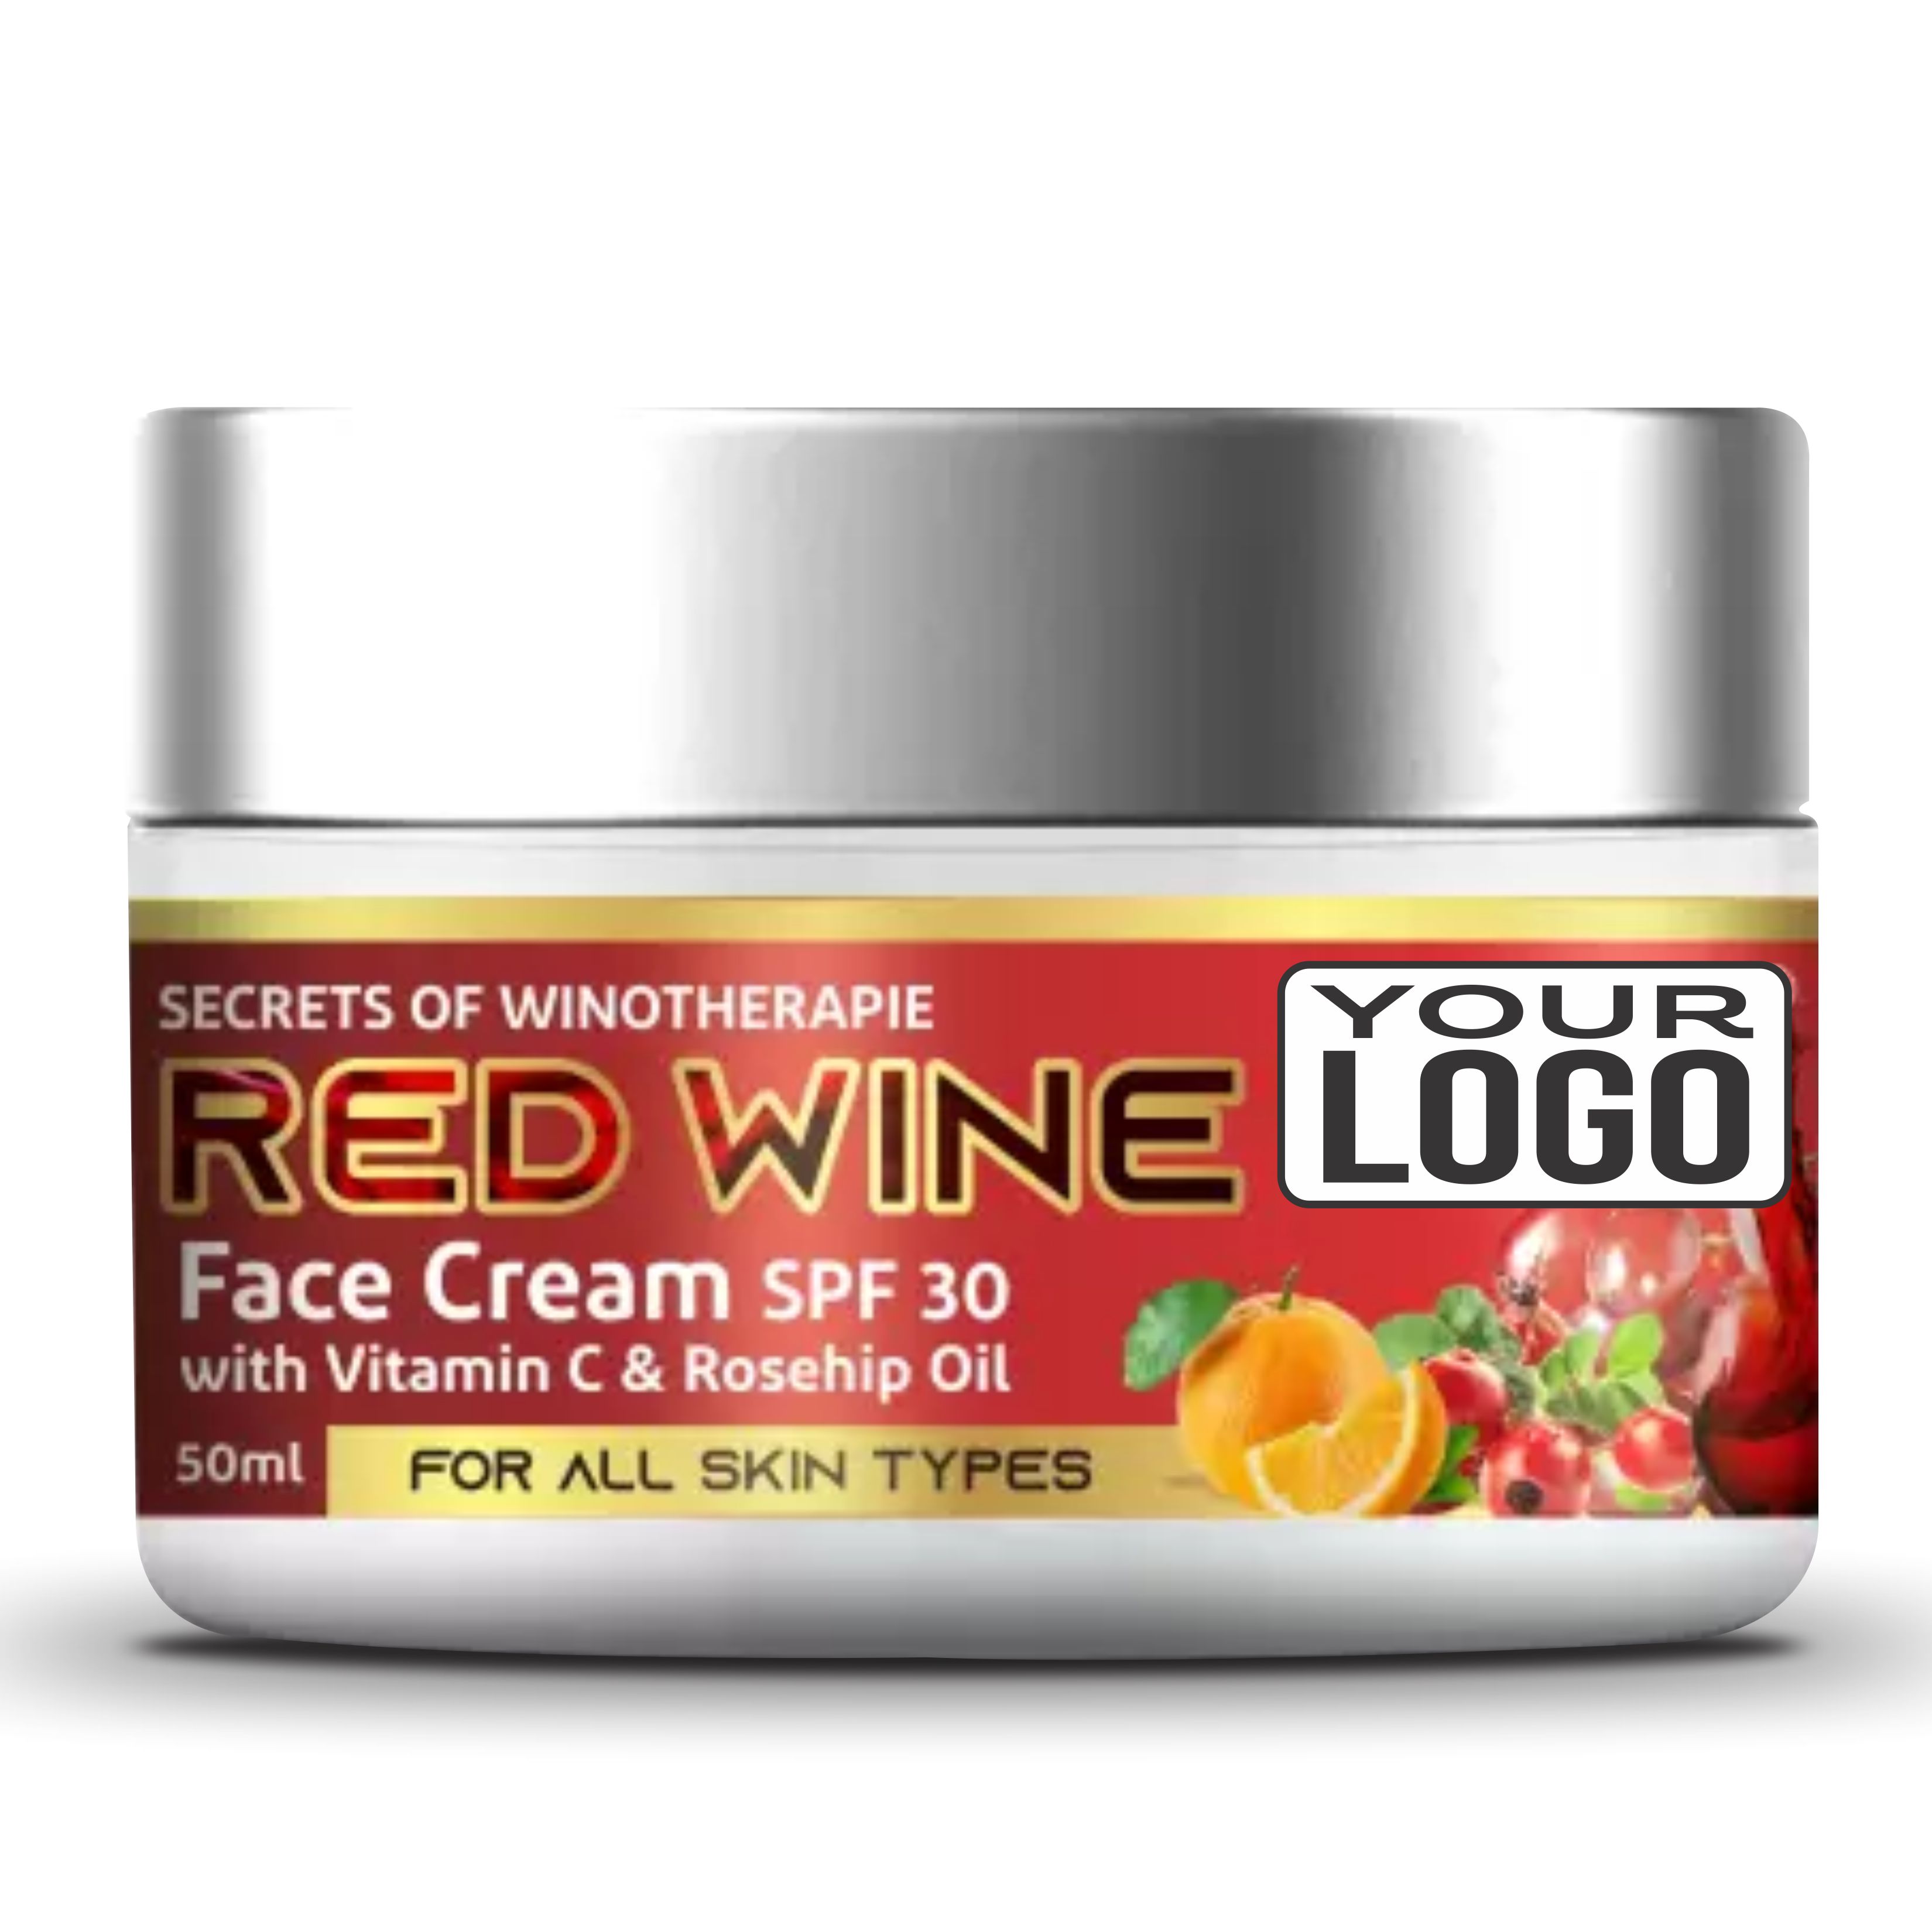 SECRETS OF WINOTHERAPIE
RED WINE
YOUR
LOGO
Face Cream SPF 30
with Vitamin C & Rosehip Oil
50ml
FOR ALL SKIN TYPES